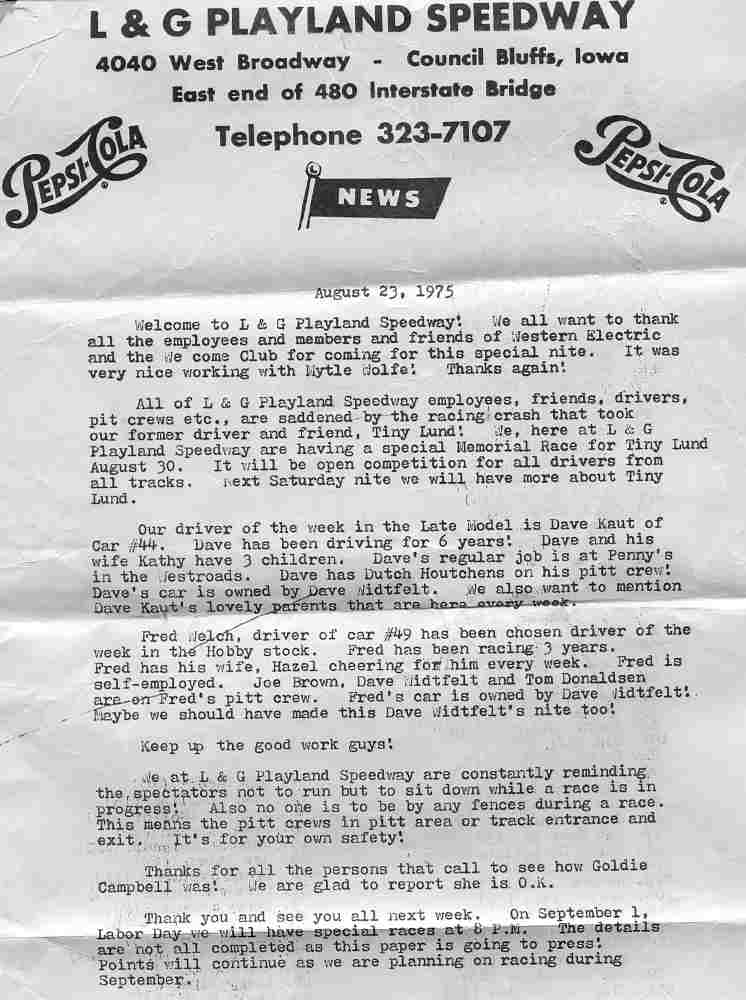 L & G PLAYLAND SPEEDWAY
4040 West Broadway - Council Bluffs, Iowa
East end of 480 Interstate Bridge
Telephone 323-7107
PEPSI-COLA
PEPSI-COLA
NEWS
August 23, 1975
Welcome to L & G Playland Speedway! We all want to thank
all the employees and members and friends of Western Electric
and the We come Club for coming for this special nite. It was
very nice working with Mytle Wolfe! Thanks again!
All of L & G Playland Speedway employees, friends, drivers,
pit crews etc., are saddened by the racing crash that took
our former driver and friend, Tiny Lund! We, here at L & G
Playland Speedway are having a special Memorial Race for Tiny Lund
August 30. It will be open competition for all drivers from
all tracks. Next Saturday nite we will have more about Tiny
Lund.
Our driver of the week in the Late Model is Dave Kaut of
Car #44. Dave has been driving for 6 years! Dave and his
wife Kathy have 3 children. Dave's regular job is at Penny's
in the Westroads. Dave has Dutch Houtchens on his pitt crew!
Dave's car is owned by Dave Widtfelt. We also want to mention
Dave Kaut's lovely parents that are here every week.
Fred Welch, driver of car #49 has been chosen driver of the
week in the Hobby stock. Fred has been racing 3 years.
Fred has his wife, Hazel cheering for him every week. Fred is
self-employed. Joe Brown, Dave Widtfelt and Tom Donaldsen
are on Fred's pitt crew. Fred's car is owned by Dave Widtfelt!
Maybe we should have made this Dave Widtfelt's nite too!
Keep up the good work guys!
We at L & G Playland Speedway are constantly reminding
the spectators not to run but to sit down while a race is in
progress! Also no one is to be by any fences during a race.
This means the pitt crews in pitt area or track entrance and
exit. It's for your own safety!
Thanks for all the persons that call to see how Goldie
Campbell was! We are glad to report she is O.K.
Thank you and see you all next week. On September 1,
Labor Day we will have special races at 8 P.M. The details
are not all completed as this paper is going to press!
Points will continue as we are planning on racing during
September.